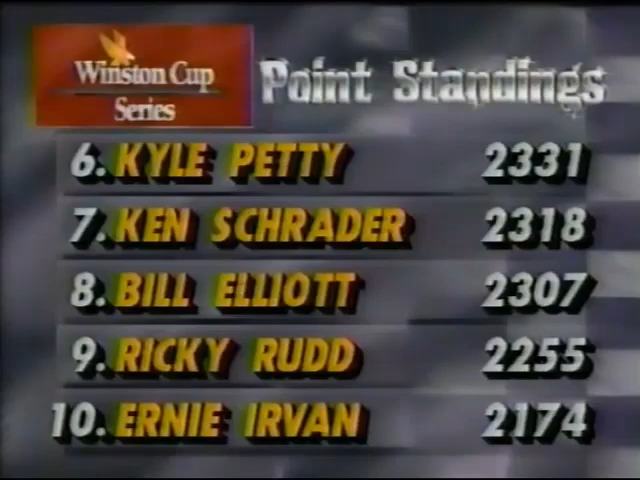 Winston Cup
Series
Point Standings
6. KYLE PETTY 2331
7. KEN SCHRADER 2318
8. BILL ELLIOTT 2307
9. RICKY RUDD 2255
10. ERNIE IRVAN 2174